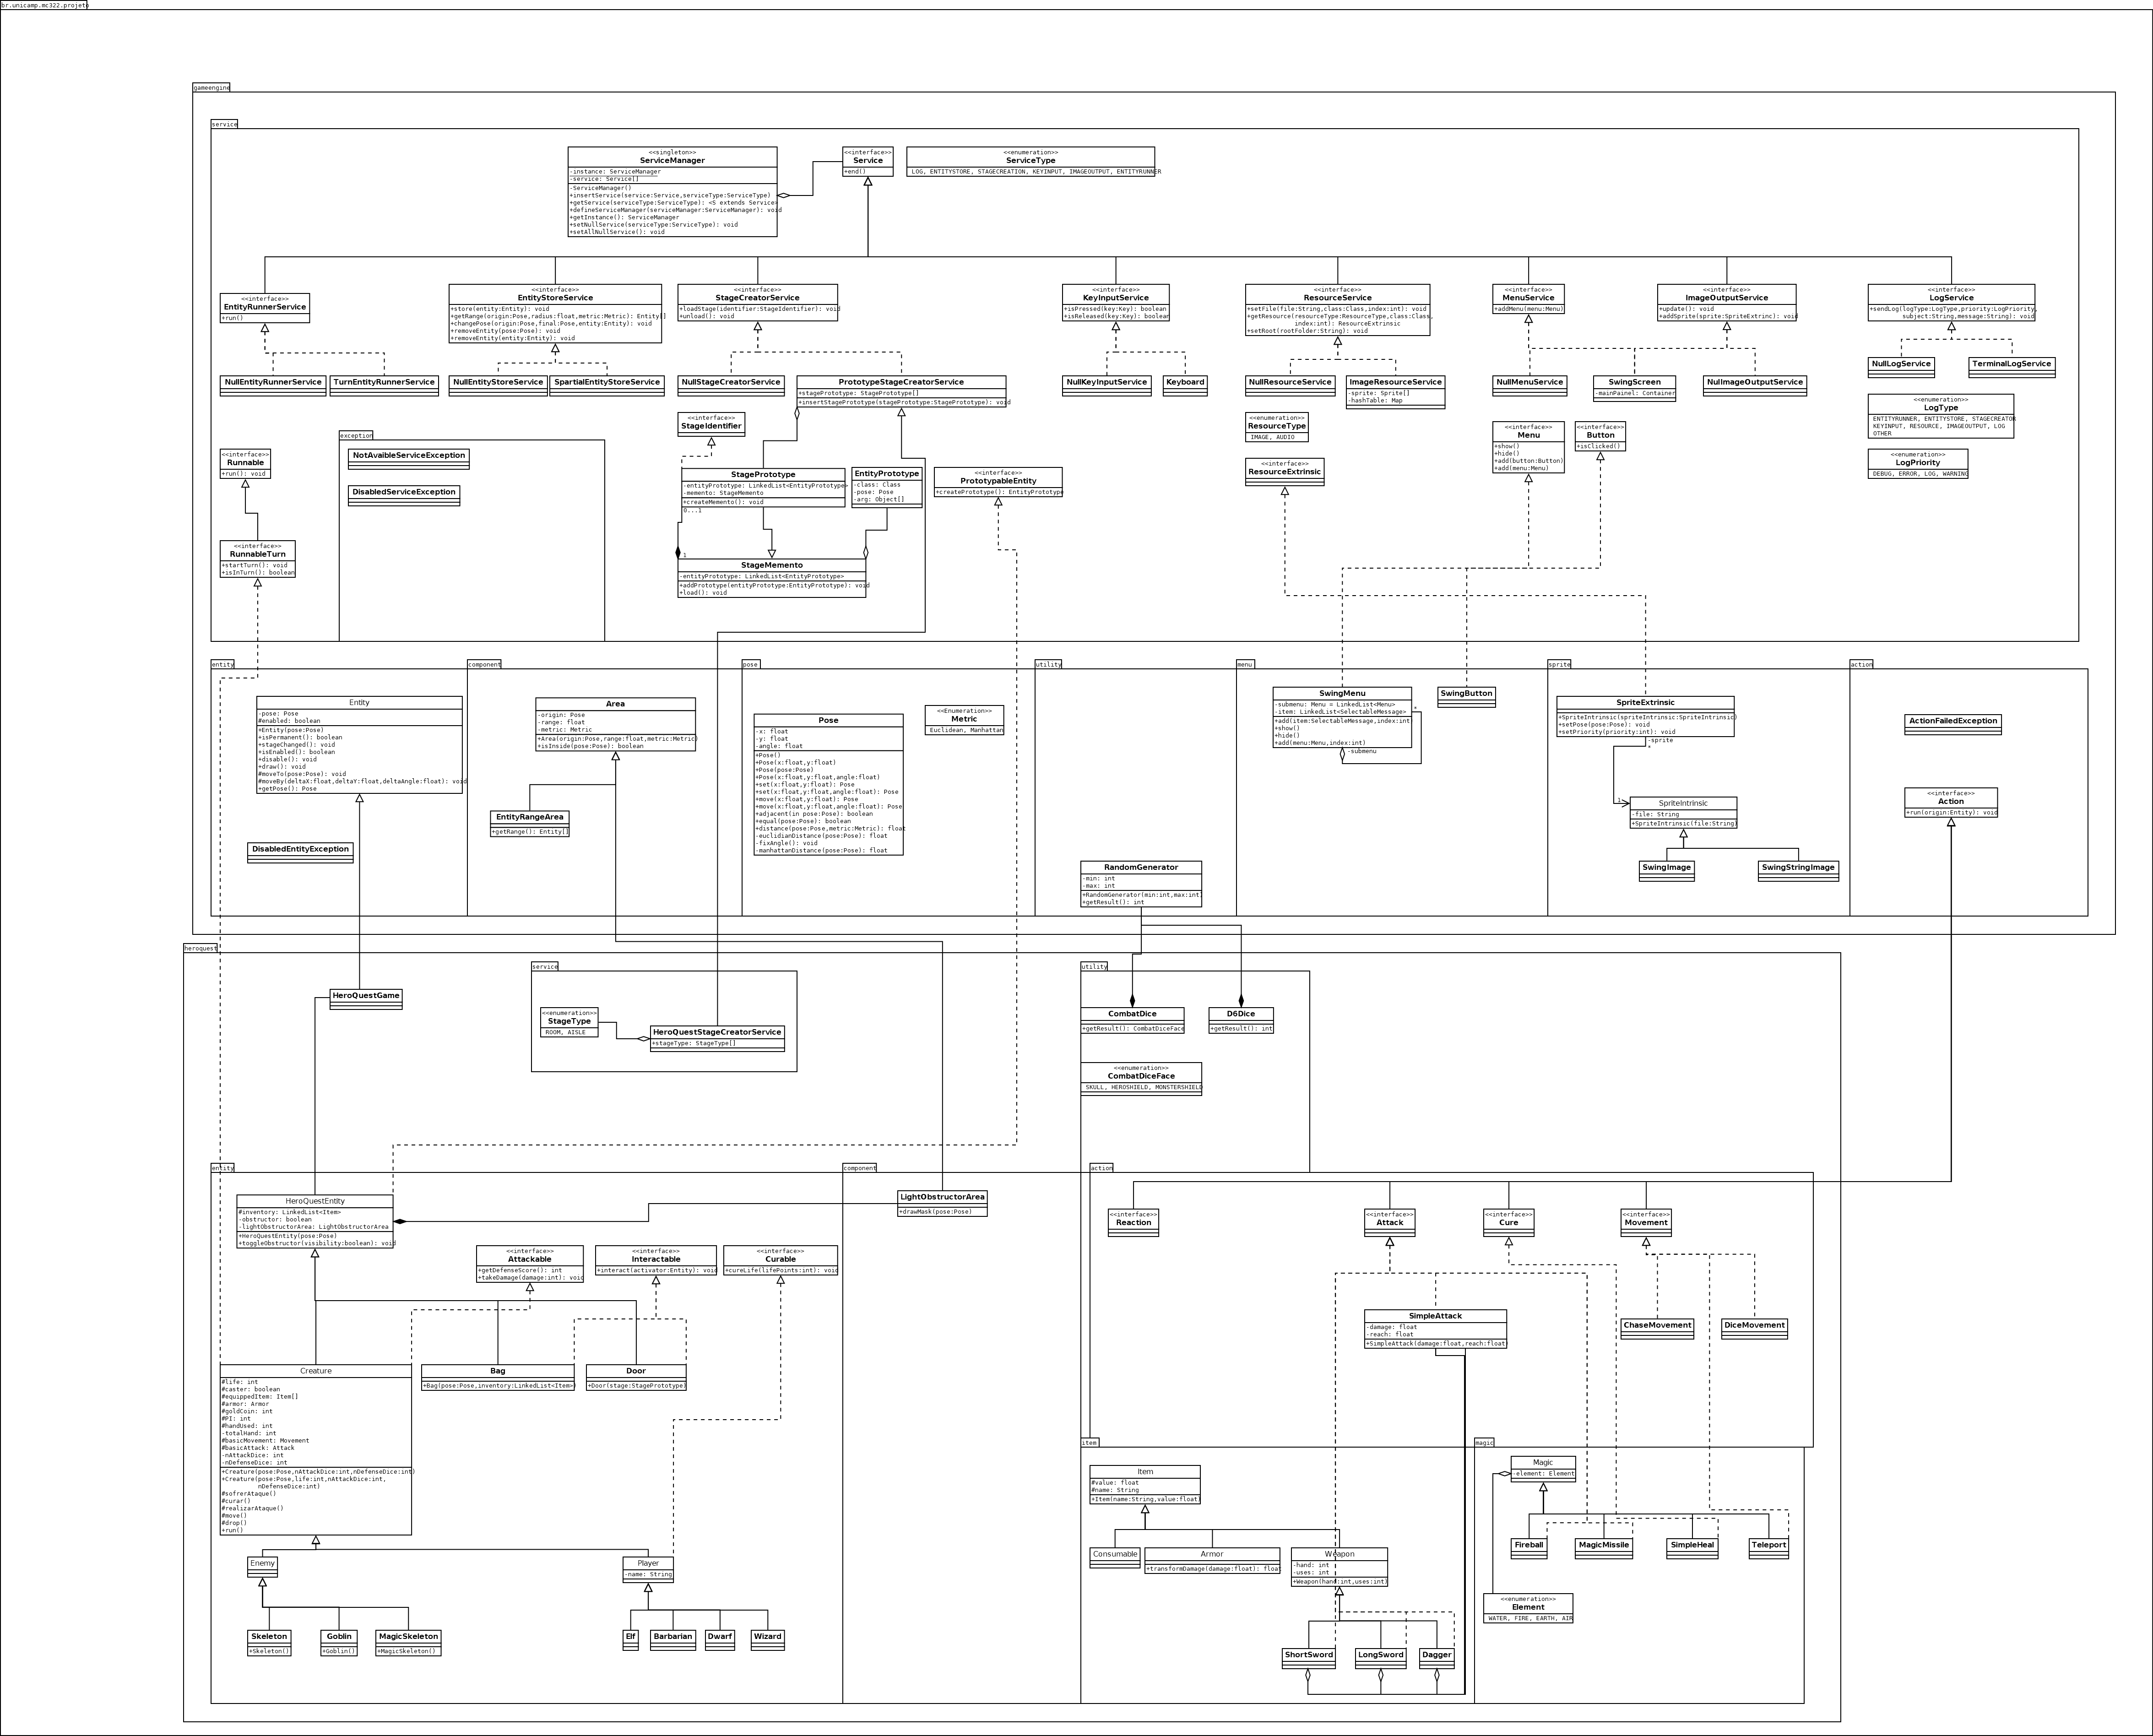 br.unicamp.mc322.projeto
gameengine
service
<<singleton>>
ServiceManager
-instance: ServiceManager
-service: Service[]
-ServiceManager()
+insertService(service:Service,serviceType:ServiceType)
+getService(serviceType:ServiceType): <S extends Service>
+defineServiceManager(serviceManager:ServiceManager): void
+getInstance(): ServiceManager
+setNullService(serviceType:ServiceType): void
+setAllNullService(): void
<<interface>>
Service
+end()
<<enumeration>>
ServiceType
LOG, ENTITYSTORE, STAGECREATION, KEYINPUT, IMAGEOUTPUT, ENTITYRUNNER
<<interface>>
EntityRunnerService
+run()
<<interface>>
EntityStoreService
+store(entity:Entity): void
+getRange(origin:Pose,radius:float,metric:Metric): Entity[]
+changePose(origin:Pose,final:Pose,entity:Entity): void
+removeEntity(pose:Pose): void
+removeEntity(entity:Entity): void
<<interface>>
StageCreatorService
+loadStage(identifier:StageIdentifier): void
+unload(): void
<<interface>>
KeyInputService
+isPressed(key:Key): boolean
+isReleased(key:Key): boolean
<<interface>>
ResourceService
+setFile(file:String,class:Class,index:int): void
+getResource(resourceType:ResourceType,class:Class,
index:int): ResourceExtrinsic
+setRoot(rootFolder:String): void
<<interface>>
MenuService
+addMenu(menu:Menu)
<<interface>>
ImageOutputService
+update(): void
+addSprite(sprite:SpriteExtrinc): void
<<interface>>
LogService
+sendLog(logType:LogType,priority:LogPriority,
subject:String,message:String): void
NullEntityRunnerService
TurnEntityRunnerService
NullEntityStoreService
SpartialEntityStoreService
NullStageCreatorService
PrototypeStageCreatorService
+stagePrototype: StagePrototype[]
+insertStagePrototype(stagePrototype:StagePrototype): void
NullKeyInputService
Keyboard
NullResourceService
ImageResourceService
-sprite: Sprite[]
-hashTable: Map
NullMenuService
SwingScreen
-mainPainel: Container
NulImageOutputService
NullLogService
TerminalLogService
<<enumeration>>
LogType
ENTITYRUNNER, ENTITYSTORE, STAGECREATOR
KEYINPUT, RESOURCE, IMAGEOUTPUT, LOG
OTHER
<<enumeration>>
LogPriority
DEBUG, ERROR, LOG, WARNING
<<interface>>
StageIdentifier
<<enumeration>>
ResourceType
IMAGE, AUDIO
<<interface>>
ResourceExtrinsic
<<interface>>
Menu
+show()
+hide()
+add(button:Button)
+add(menu:Menu)
<<interface>>
Button
+isClicked()
<<interface>>
Runnable
+run(): void
exception
NotAvaibleServiceException
DisabledServiceException
StagePrototype
-entityPrototype: LinkedList<EntityPrototype>
-memento: StageMemento
+createMemento(): void
0...1
1
EntityPrototype
-class: Class
-pose: Pose
-arg: Object[]
<<interface>>
PrototypableEntity
+createPrototype(): EntityPrototype
<<interface>>
RunnableTurn
+startTurn(): void
+isInTurn(): boolean
StageMemento
-entityPrototype: LinkedList<EntityPrototype>
+addPrototype(entityPrototype:EntityPrototype): void
+load(): void
entity
Entity
-pose: Pose
#enabled: boolean
+Entity(pose:Pose)
+isPermanent(): boolean
+stageChanged(): void
+isEnabled(): boolean
+disable(): void
+draw(): void
#moveTo(pose:Pose): void
#moveBy(deltaX:float,deltaY:float,deltaAngle:float): void
+getPose(): Pose
DisabledEntityException
component
Area
-origin: Pose
-range: float
-metric: Metric
+Area(origin:Pose,range:float,metric:Metric)
+isInside(pose:Pose): boolean
EntityRangeArea
+getRange(): Entity[]
pose
Pose
-x: float
-y: float
-angle: float
+Pose()
+Pose(x:float,y:float)
+Pose(pose:Pose)
+Pose(x:float,y:float,angle:float)
+set(x:float,y:float): Pose
+set(x:float,y:float,angle:float): Pose
+move(x:float,y:float): Pose
+move(x:float,y:float,angle:float): Pose
+adjacent(in pose:Pose): boolean
+equal(pose:Pose): boolean
+distance(pose:Pose,metric:Metric): float
-euclidianDistance(pose:Pose): float
-fixAngle(): void
-manhattanDistance(pose:Pose): float
<<Enumeration>>
Metric
Euclidean, Manhattan
utility
RandomGenerator
-min: int
-max: int
+RandomGenerator(min:int,max:int)
+getResult(): int
menu
SwingMenu
-submenu: Menu = LinkedList<Menu>
-item: LinkedList<SelectableMessage>
+add(item:SelectableMessage,index:int)
+show()
+hide()
+add(menu:Menu,index:int)
*
-submenu
SwingButton
sprite
SpriteExtrinsic
+SpriteIntrinsic(spriteIntrinsic:SpriteIntrinsic)
+setPose(pose:Pose): void
+setPriority(priority:int): void
-sprite
*
1
SpriteIntrinsic
-file: String
+SpriteIntrinsic(file:String)
SwingImage
SwingStringImage
action
ActionFailedException
<<interface>>
Action
+run(origin:Entity): void
heroquest
HeroQuestGame
service
<<enumeration>>
StageType
ROOM, AISLE
HeroQuestStageCreatorService
+stageType: StageType[]
utility
CombatDice
+getResult(): CombatDiceFace
D6Dice
+getResult(): int
<<enumeration>>
CombatDiceFace
SKULL, HEROSHIELD, MONSTERSHIELD
entity
HeroQuestEntity
#inventory: LinkedList<Item>
-obstructor: boolean
-lightObstructorArea: LightObstructorArea
+HeroQuestEntity(pose:Pose)
+toggleObstructor(visibility:boolean): void
<<interface>>
Attackable
+getDefenseScore(): int
+takeDamage(damage:int): void
<<interface>>
Interactable
+interact(activator:Entity): void
<<interface>>
Curable
+cureLife(lifePoints:int): void
Creature
#life: int
#caster: boolean
#equippedItem: Item[]
#armor: Armor
#goldCoin: int
#PI: int
#handUsed: int
-totalHand: int
#basicMovement: Movement
#basicAttack: Attack
-nAttackDice: int
-nDefenseDice: int
+Creature(pose:Pose,nAttackDice:int,nDefenseDice:int)
+Creature(pose:Pose,life:int,nAttackDice:int,
nDefenseDice:int)
#sofrerAtaque()
#curar()
#realizarAtaque()
#move()
#drop()
+run()
Bag
+Bag(pose:Pose,inventory:LinkedList<Item>)
Door
+Door(stage:StagePrototype)
Enemy
Player
-name: String
Skeleton
+Skeleton()
Goblin
+Goblin()
MagicSkeleton
+MagicSkeleton()
Elf
Barbarian
Dwarf
Wizard
component
LightObstructorArea
+drawMask(pose:Pose)
action
<<interface>>
Reaction
<<interface>>
Attack
<<interface>>
Cure
<<interface>>
Movement
SimpleAttack
-damage: float
-reach: float
+SimpleAttack(damage:float,reach:float)
ChaseMovement
DiceMovement
item
Item
#value: float
#name: String
+Item(name:String,value:float)
Consumable
Armor
+transformDamage(damage:float): float
Weapon
-hand: int
-uses: int
+Weapon(hand:int,uses:int)
ShortSword
LongSword
Dagger
magic
Magic
-element: Element
Fireball
MagicMissile
SimpleHeal
Teleport
<<enumeration>>
Element
WATER, FIRE, EARTH, AIR